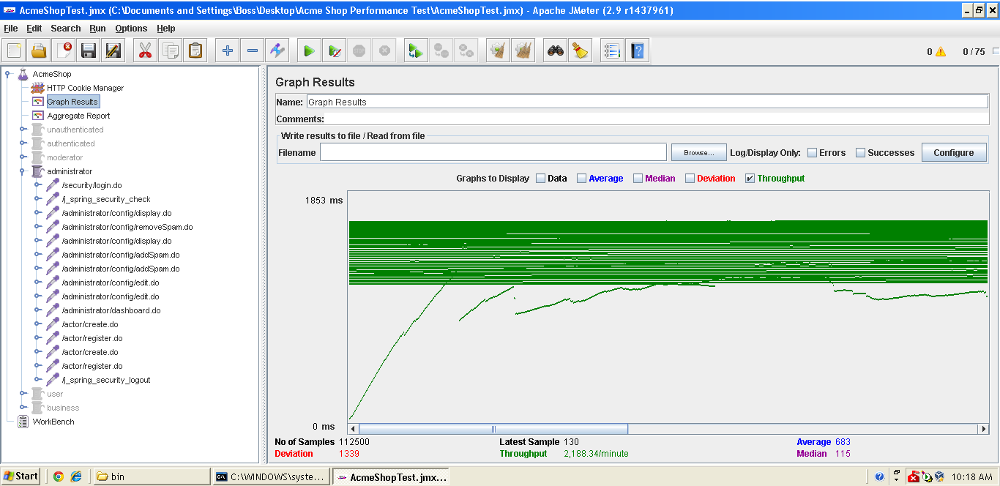 AcmeShopTest.jmx (C:\Documents and Settings\Boss\Desktop\Acme Shop Performance Test\AcmeShopTest.jmx) - Apache JMeter (2.9 r1437961)
File Edit Search Run Options Help
0 0 / 75
AcmeShop
HTTP Cookie Manager
Graph Results
Aggregate Report
unauthenticated
authenticated
moderator
administrator
/security/login.do
/j_spring_security_check
/administrator/config/display.do
/administrator/config/removeSpam.do
/administrator/config/display.do
/administrator/config/addSpam.do
/administrator/config/addSpam.do
/administrator/config/edit.do
/administrator/config/edit.do
/administrator/dashboard.do
/actor/create.do
/actor/register.do
/actor/create.do
/actor/register.do
/j_spring_security_logout
user
business
WorkBench
Graph Results
Name: Graph Results
Comments:
Write results to file / Read from file
Filename Browse... Log/Display Only: Errors Successes Configure
Graphs to Display Data Average Median Deviation Throughput
1853 ms
0 ms
No of Samples 112500 Latest Sample 130 Average 683
Deviation 1339 Throughput 2,188.34/minute Median 115
Start bin C:\WINDOWS\syste... AcmeShopTest.jm... 10:18 AM